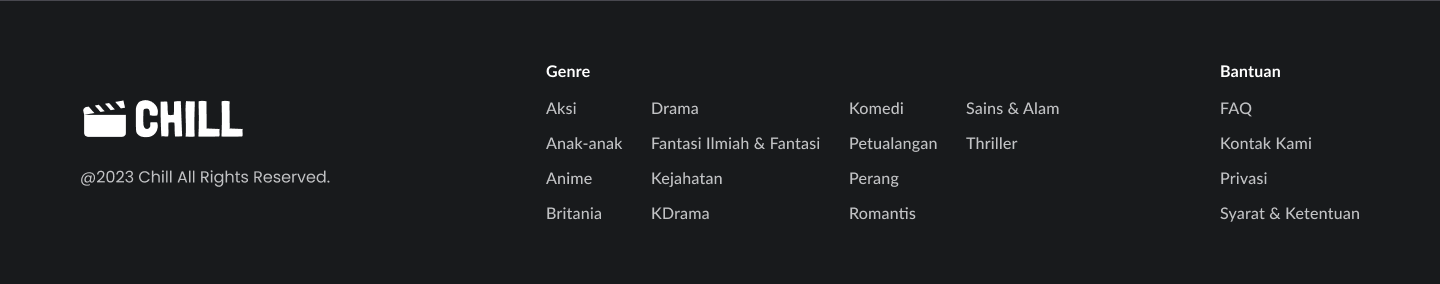 CHILL
@2023 Chill All Rights Reserved.
Genre
Aksi Drama Komedi Sains & Alam
Anak-anak Fantasi Ilmiah & Fantasi Petualangan Thriller
Anime Kejahatan Perang
Britania KDrama Romantis
Bantuan
FAQ
Kontak Kami
Privasi
Syarat & Ketentuan